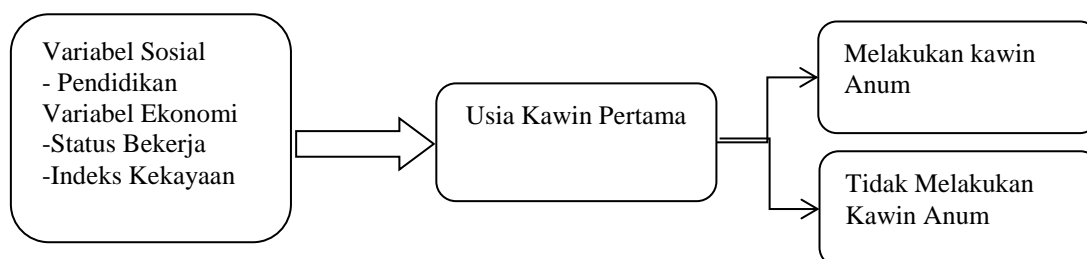 Variabel Sosial
- Pendidikan
Variabel Ekonomi
-Status Bekerja
-Indeks Kekayaan
Usia Kawin Pertama
Melakukan kawin
Anum
Tidak Melakukan
Kawin Anum